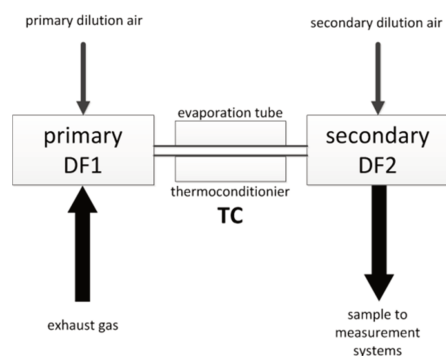 primary dilution air
secondary dilution air
evaporation tube
primary
DF1
secondary
DF2
thermoconditionier
TC
exhaust gas
sample to
measurement
systems